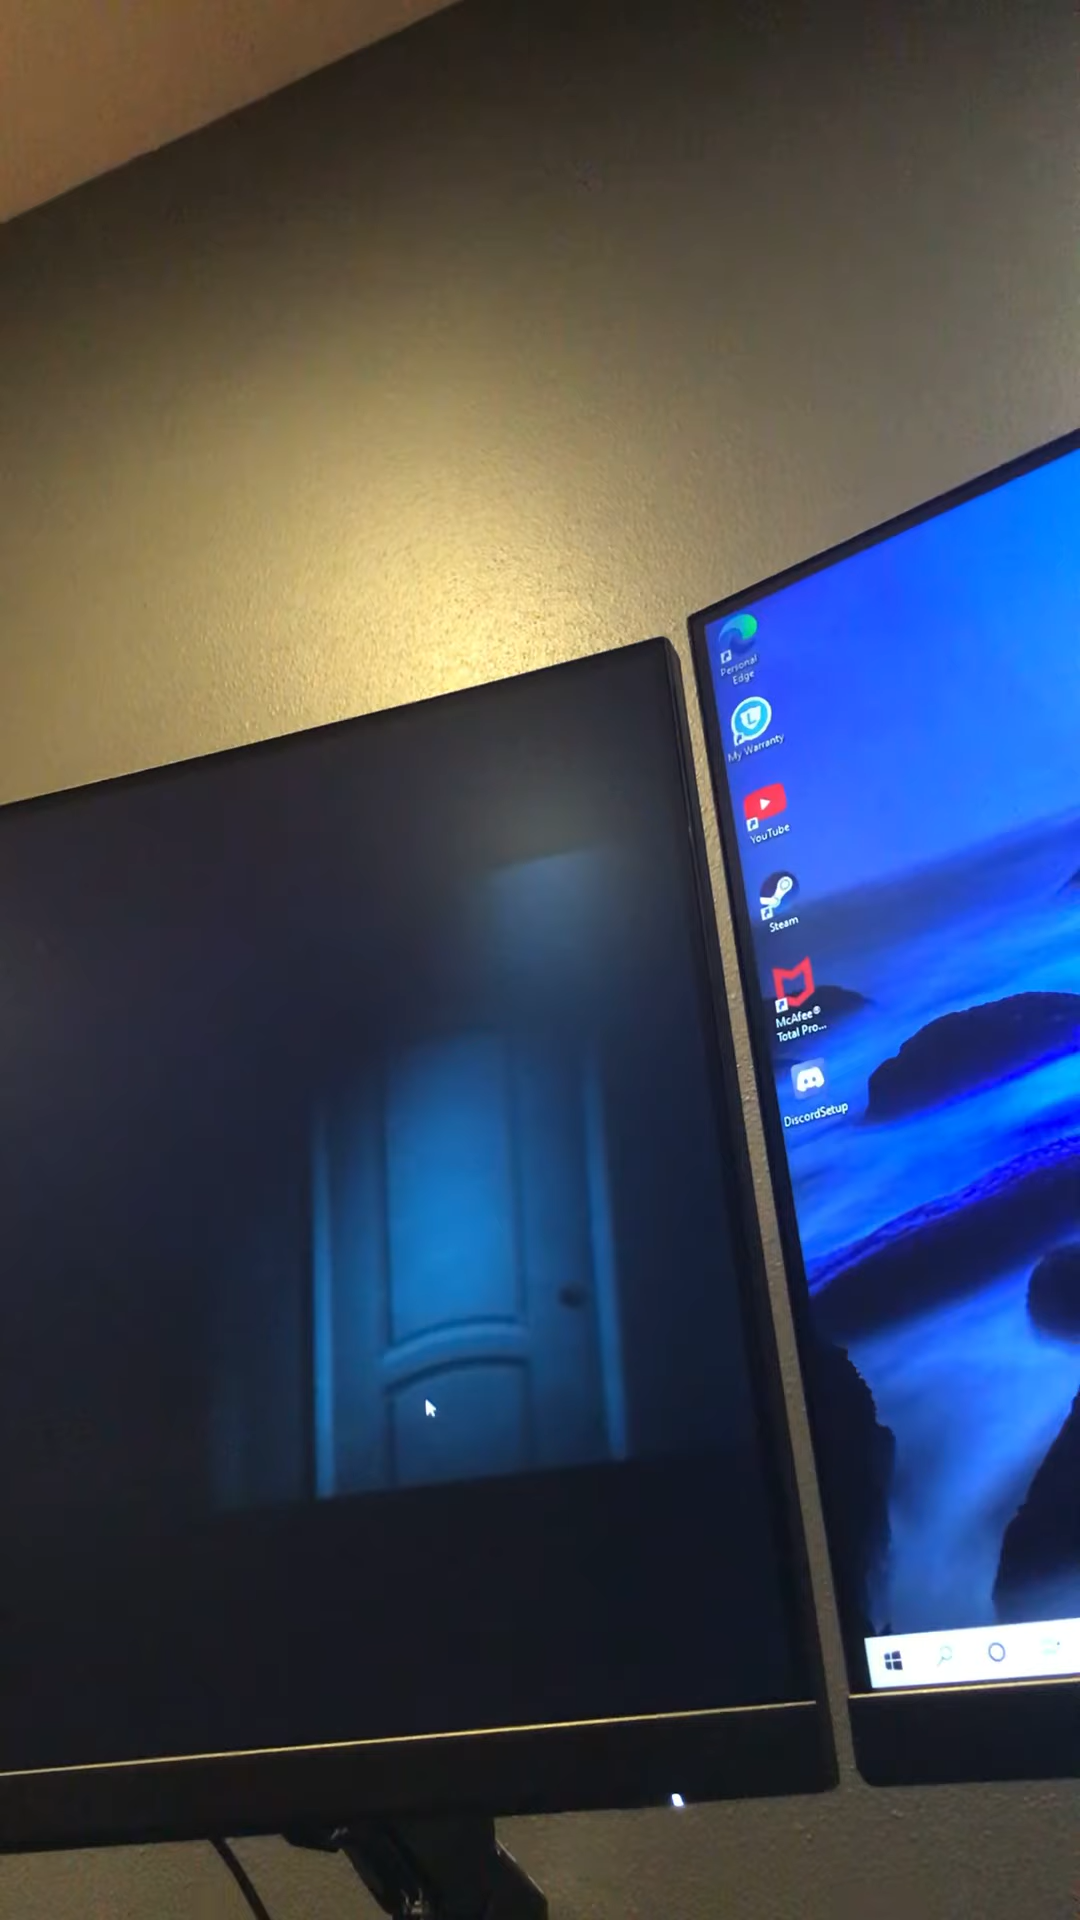 Personal
Edge
My Warranty
YouTube
Steam
McAfee®
Total Pro...
DiscordSetup